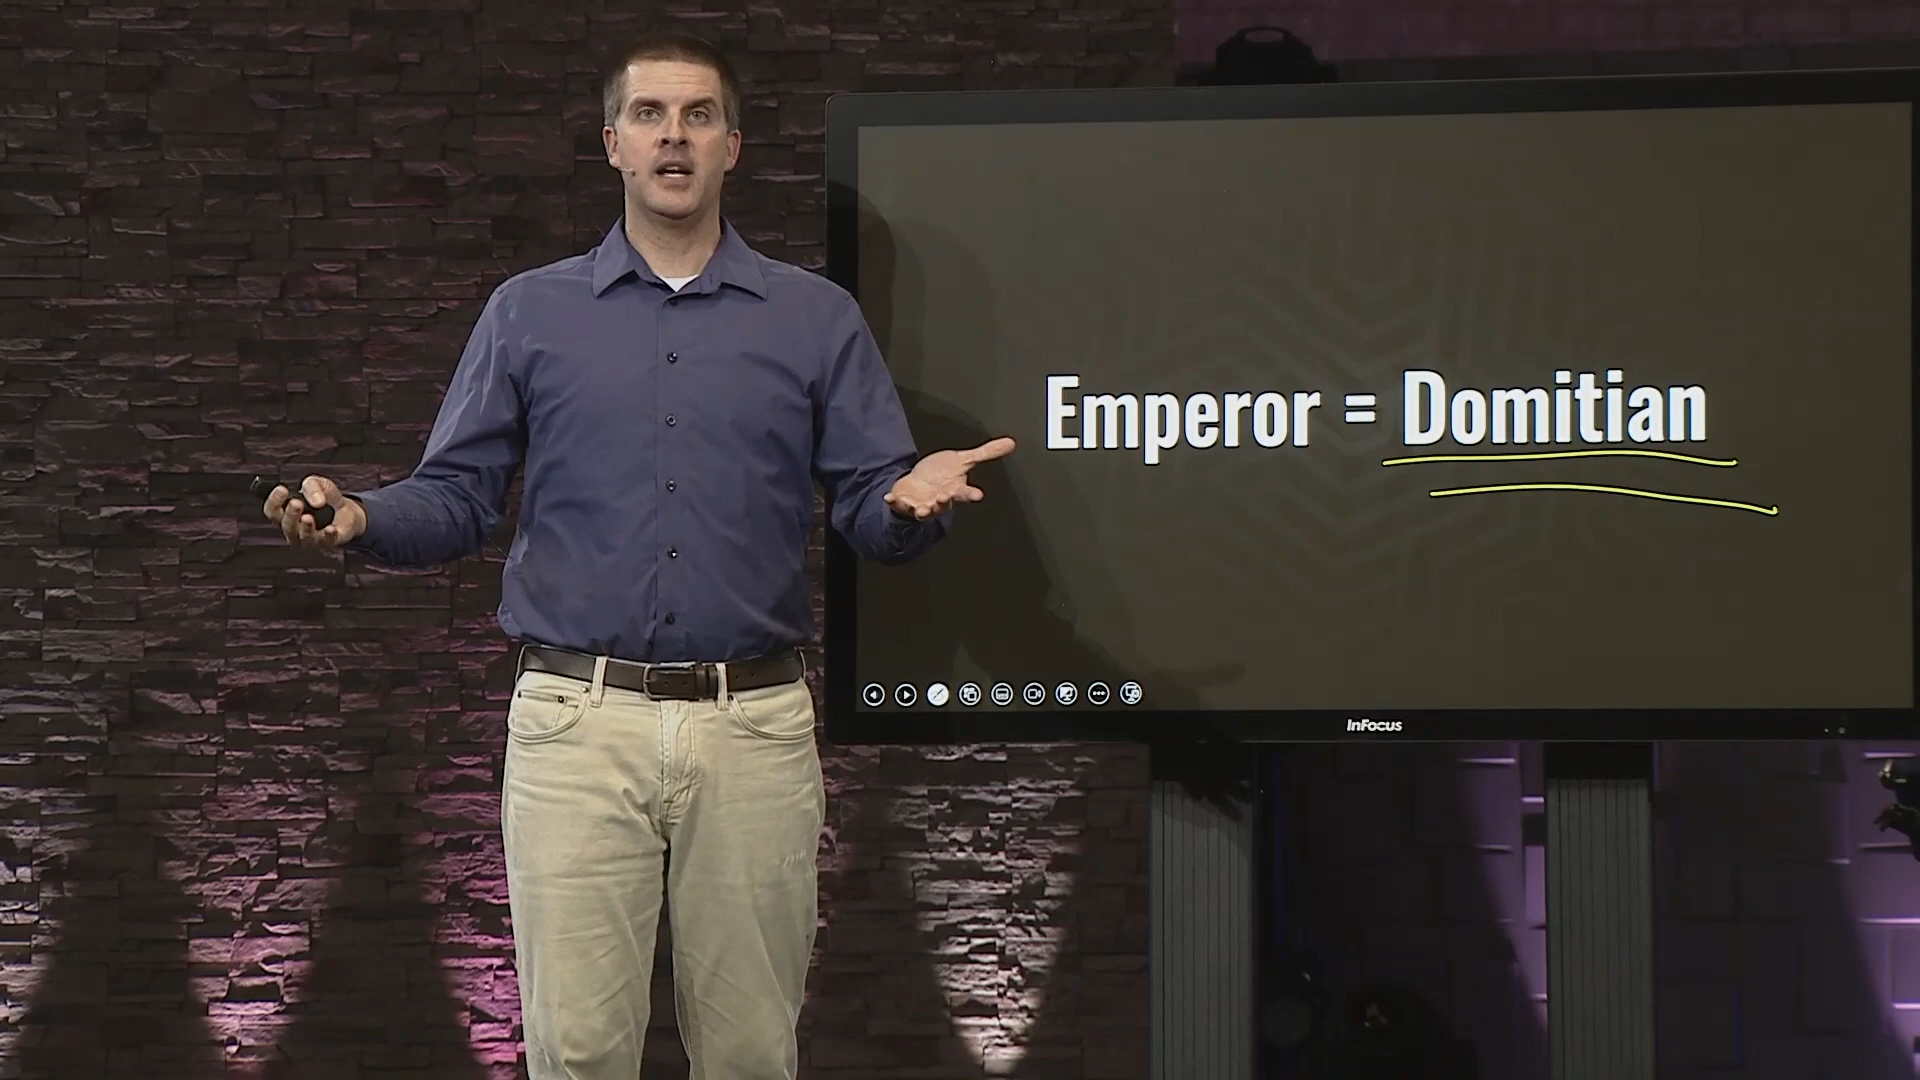 Emperor = Domitian
InFocus